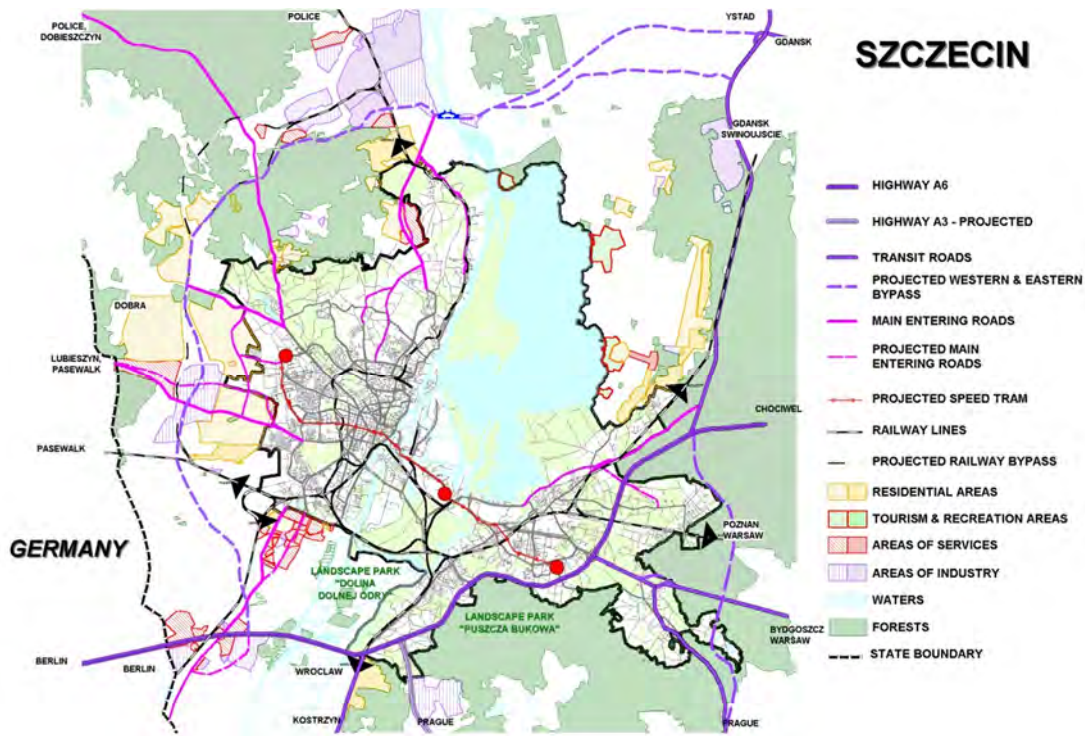 POLICE
YSTAD
POLICE,
DOBIESZCZYN
GDANSK
SZCZECIN
GDANSK
SWINOUJSCIE
HIGHWAY A6
HIGHWAY A3 - PROJECTED
TRANSIT ROADS
PROJECTED WESTERN & EASTERN
BYPASS
DOBRA
MAIN ENTERING ROADS
LUBIESZYN,
PASEWALK
PROJECTED MAIN
ENTERING ROADS
PROJECTED SPEED TRAM
CHOCIWEL
RAILWAY LINES
PASEWALK
PROJECTED RAILWAY BYPASS
RESIDENTIAL AREAS
TOURISM & RECREATION AREAS
POZNAN
WARSAW
AREAS OF SERVICES
GERMANY
LANDSCAPE PARK
"DOLINA
DOLNEJ ODRY"
AREAS OF INDUSTRY
WATERS
LANDSCAPE PARK
"PUSZCZA BUKOWA"
FORESTS
BYDGOSZCZ
WARSAW
STATE BOUNDARY
BERLIN
BERLIN
WROCLAW
KOSTRZYN
PRAGUE
PRAGUE